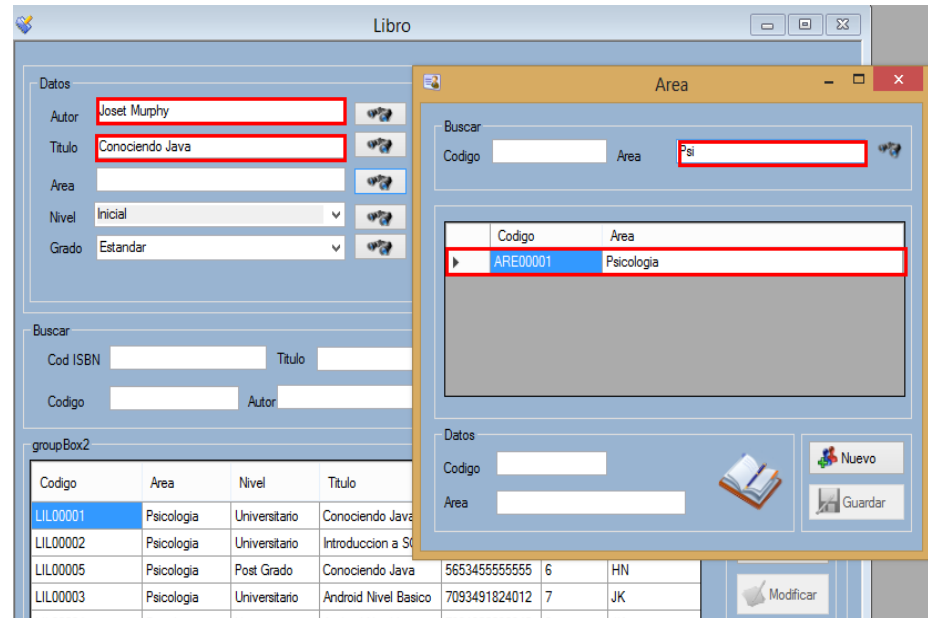 Libro
Datos
Autor Joset Murphy
Titulo Conociendo Java
Area
Nivel Inicial
Grado Estandar
Buscar
Cod ISBN Titulo
Codigo Autor
groupBox2
Codigo Area Nivel Titulo
LIL00001 Psicologia Universitario Conociendo Java
LIL00002 Psicologia Universitario Introduccion a
LIL00005 Psicologia Post Grado Conociendo Java 5653455555555 6 HN
LIL00003 Psicologia Universitario Android Nivel Basico 7093491824012 7 JK
Modificar
Area
Buscar
Codigo Area Psi
Codigo Area
ARE00001 Psicologia
Datos
Codigo
Area
Nuevo
Guardar